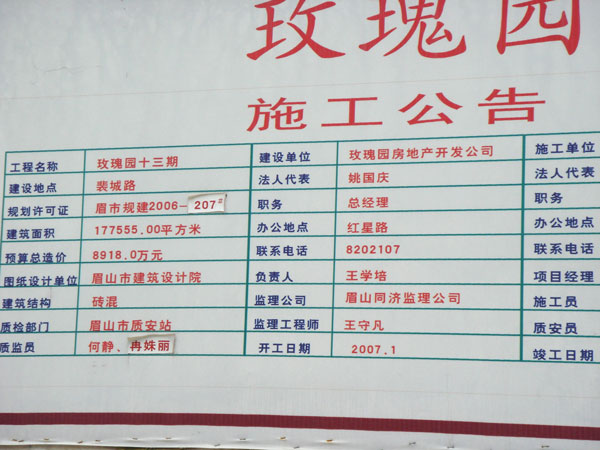 玫瑰园
施工公告
工程名称 玫瑰园十三期 建设单位 玫瑰园房地产开发公司 施工单位
建设地点 裴城路 法人代表 姚国庆 法人代表
规划许可证 眉市规建2006-207 职务 总经理 职务
建筑面积 177555.00平方米 办公地点 红星路 办公地点
预算总造价 8918.0万元 联系电话 8202107 联系电话
图纸设计单位 眉山市建筑设计院 负责人 王学培 项目经理
建筑结构 砖混 监理公司 眉山同济监理公司 施工员
质检部门 眉山市质安站 监理工程师 王守凡 质安员
质监员 何静、冉姝丽 开工日期 2007.1 竣工日期